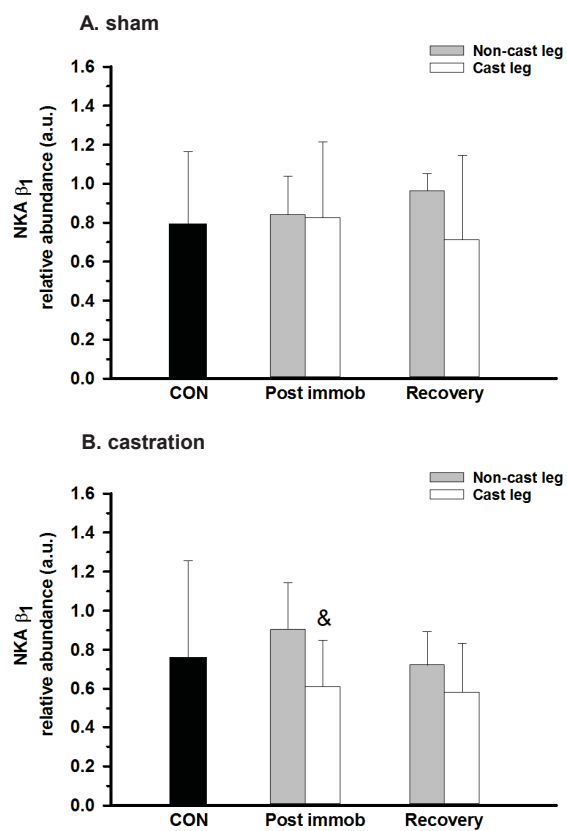 A. sham
Non-cast leg
Cast leg
NKA β1
relative abundance (a.u.)
1.6
1.4
1.2
1.0
0.8
0.6
0.4
0.2
0.0
CON Post immob Recovery
B. castration
Non-cast leg
Cast leg
NKA β1
relative abundance (a.u.)
1.6
1.4
1.2
1.0
0.8
0.6
0.4
0.2
0.0
&
CON Post immob Recovery